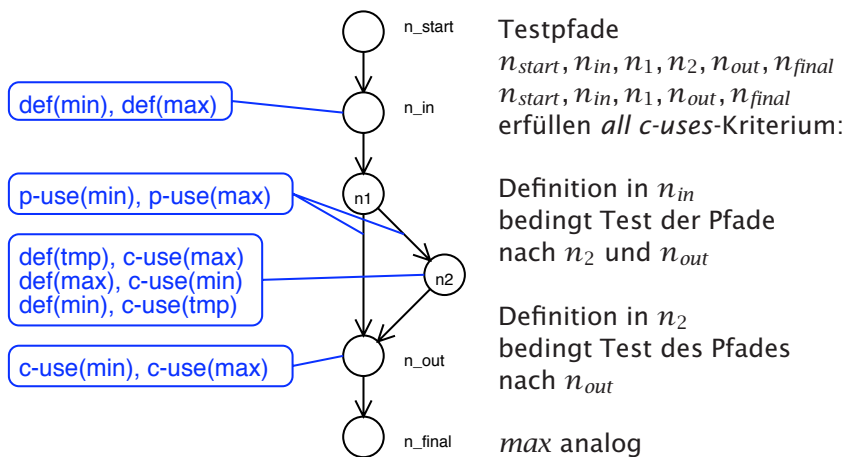 n_start
Testpfade
n_start, n_in, n_1, n_2, n_out, n_final
n_start, n_in, n_1, n_out, n_final
erfüllen all c-uses-Kriterium:
def(min), def(max)
n_in
p-use(min), p-use(max)
n1
Definition in n_in
bedingt Test der Pfade
nach n_2 und n_out
def(tmp), c-use(max)
def(max), c-use(min)
def(min), c-use(tmp)
n2
Definition in n_2
bedingt Test des Pfades
nach n_out
c-use(min), c-use(max)
n_out
n_final
max analog